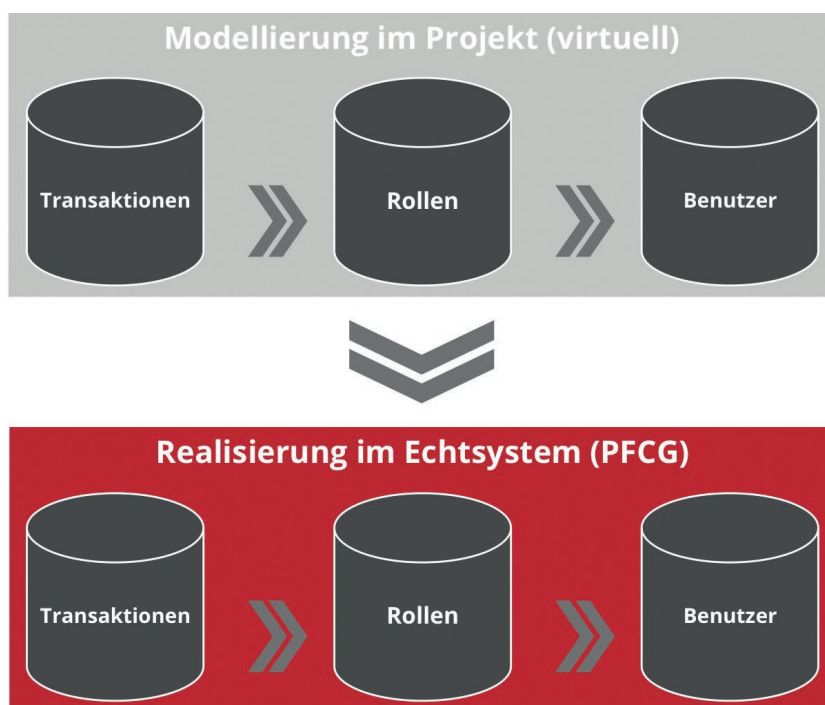 Modellierung im Projekt (virtuell)
Transaktionen
Rollen
Benutzer
Realisierung im Echtsystem (PFCG)
Transaktionen
Rollen
Benutzer